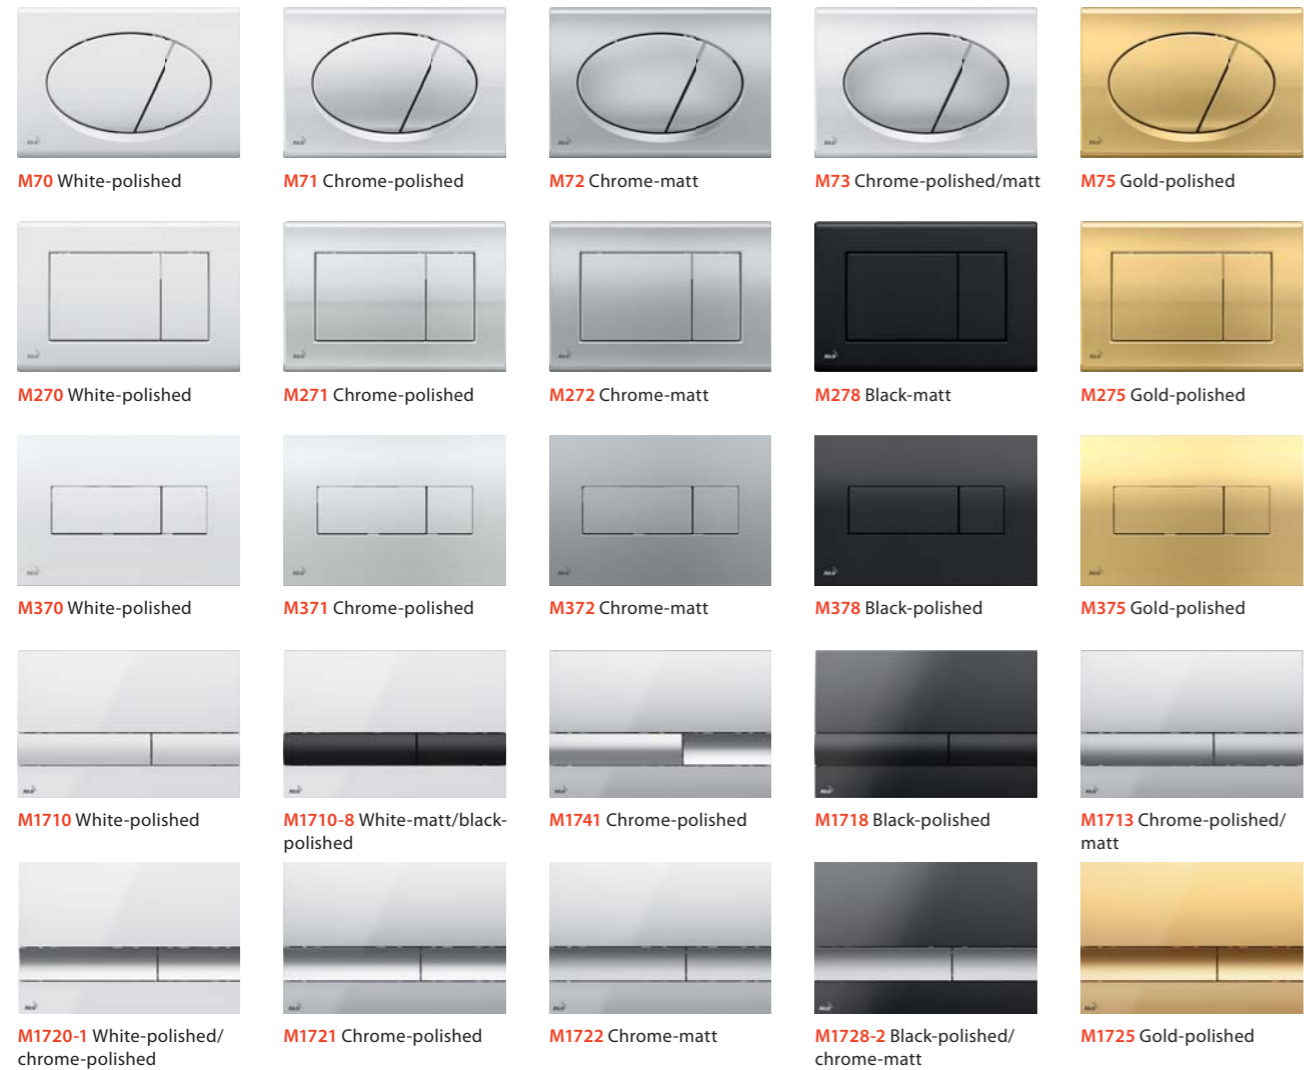 M70 White-polished
M71 Chrome-polished
M72 Chrome-matt
M73 Chrome-polished/matt
M75 Gold-polished
M270 White-polished
M271 Chrome-polished
M272 Chrome-matt
M278 Black-matt
M275 Gold-polished
M370 White-polished
M371 Chrome-polished
M372 Chrome-matt
M378 Black-polished
M375 Gold-polished
M1710 White-polished
M1710-8 White-matt/black-
polished
M1741 Chrome-polished
M1718 Black-polished
M1713 Chrome-polished/
matt
M1720-1 White-polished/
chrome-polished
M1721 Chrome-polished
M1722 Chrome-matt
M1728-2 Black-polished/
chrome-matt
M1725 Gold-polished